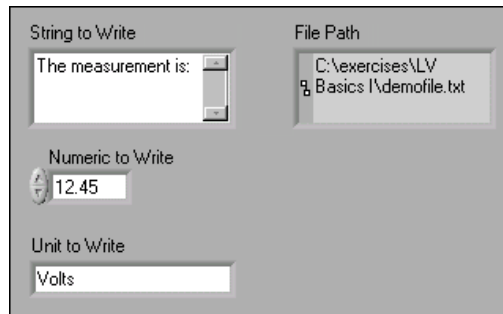 String to Write
The measurement is:
File Path
C:\exercises\LV
Basics I\demofile.txt
Numeric to Write
12.45
Unit to Write
Volts